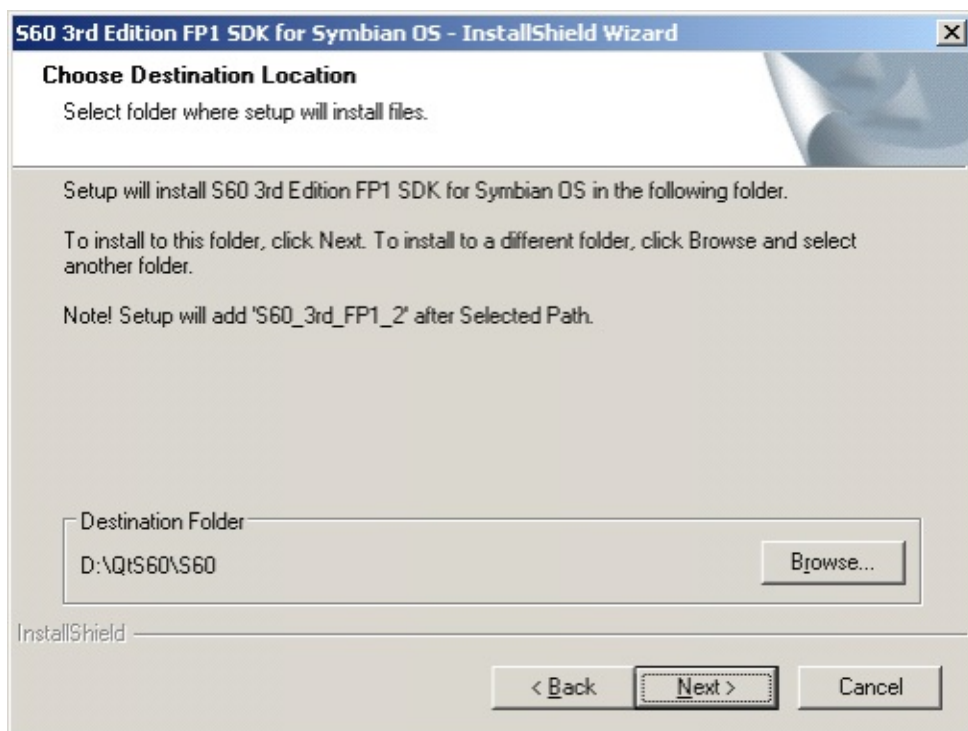 S60 3rd Edition FP1 SDK for Symbian OS - InstallShield Wizard
Choose Destination Location
Select folder where setup will install files.
Setup will install S60 3rd Edition FP1 SDK for Symbian OS in the following folder.
To install to this folder, click Next. To install to a different folder, click Browse and select
another folder.
Note! Setup will add 'S60_3rd_FP1_2' after Selected Path.
Destination Folder
D:\QtS60\S60
Browse...
InstallShield
< Back
Next >
Cancel